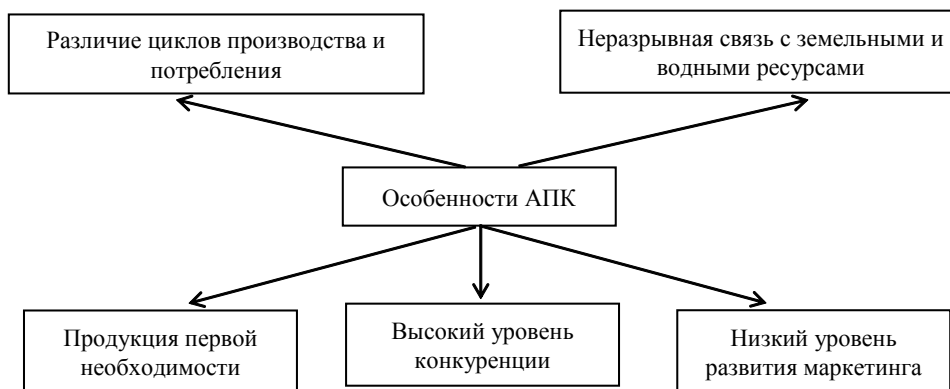 Различие циклов производства и
потребления
Неразрывная связь с земельными и
водными ресурсами
Особенности АПК
Продукция первой
необходимости
Высокий уровень
конкуренции
Низкий уровень
развития маркетинга